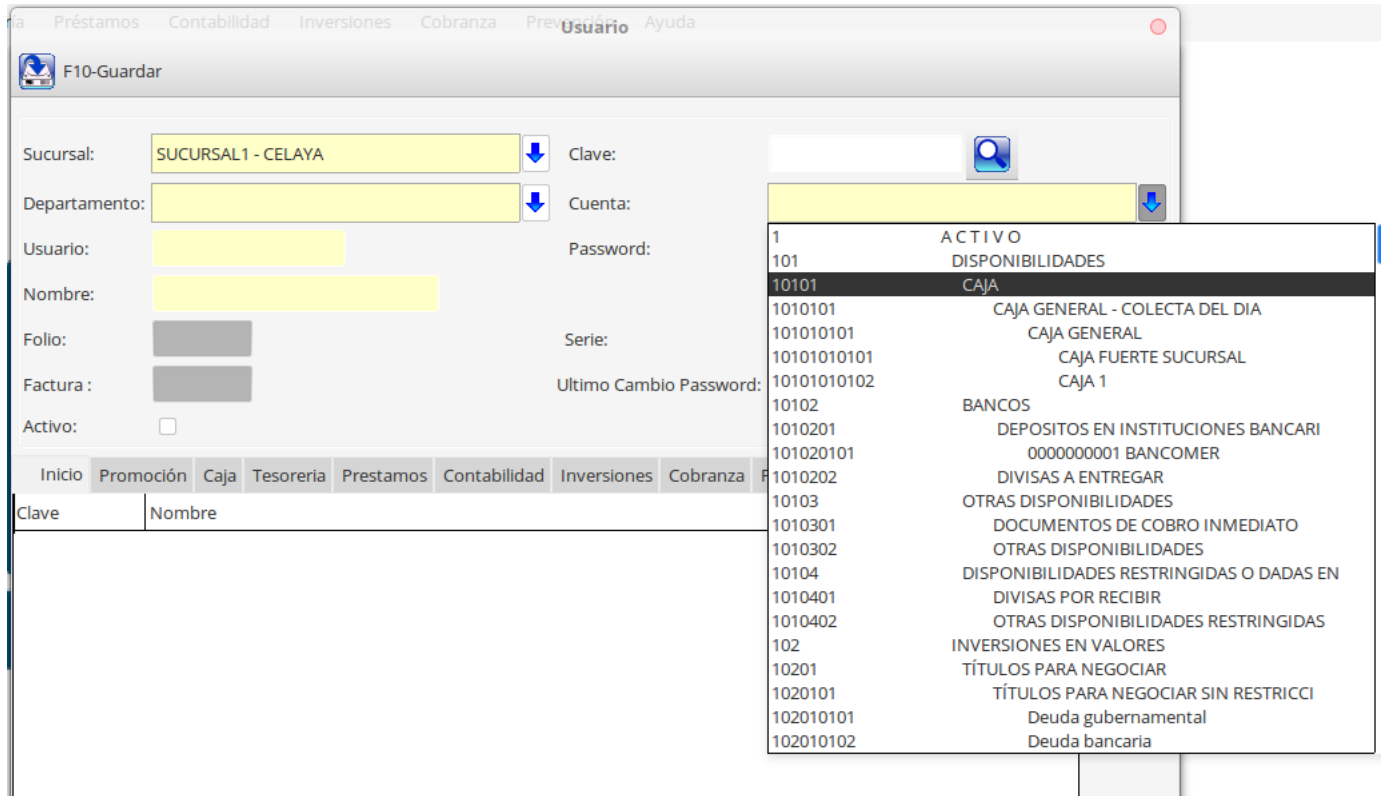 ía Préstamos Contabilidad Inversiones Cobranza Prevención Ayuda
Usuario
F10-Guardar
Sucursal: SUCURSAL1 - CELAYA Clave:
Departamento: Cuenta:
Usuario: Password:
Nombre:
Folio: Serie:
Factura : Ultimo Cambio Password:
Activo:
Inicio Promoción Caja Tesoreria Prestamos Contabilidad Inversiones Cobranza
Clave Nombre
1 A C T I V O
101 DISPONIBILIDADES
10101 CAJA
1010101 CAJA GENERAL - COLECTA DEL DIA
101010101 CAJA GENERAL
10101010101 CAJA FUERTE SUCURSAL
10101010102 CAJA 1
10102 BANCOS
1010201 DEPOSITOS EN INSTITUCIONES BANCARI
101020101 0000000001 BANCOMER
1010202 DIVISAS A ENTREGAR
10103 OTRAS DISPONIBILIDADES
1010301 DOCUMENTOS DE COBRO INMEDIATO
1010302 OTRAS DISPONIBILIDADES
10104 DISPONIBILIDADES RESTRINGIDAS O DADAS EN
1010401 DIVISAS POR RECIBIR
1010402 OTRAS DISPONIBILIDADES RESTRINGIDAS
102 INVERSIONES EN VALORES
10201 TÍTULOS PARA NEGOCIAR
1020101 TÍTULOS PARA NEGOCIAR SIN RESTRICCI
102010101 Deuda gubernamental
102010102 Deuda bancaria